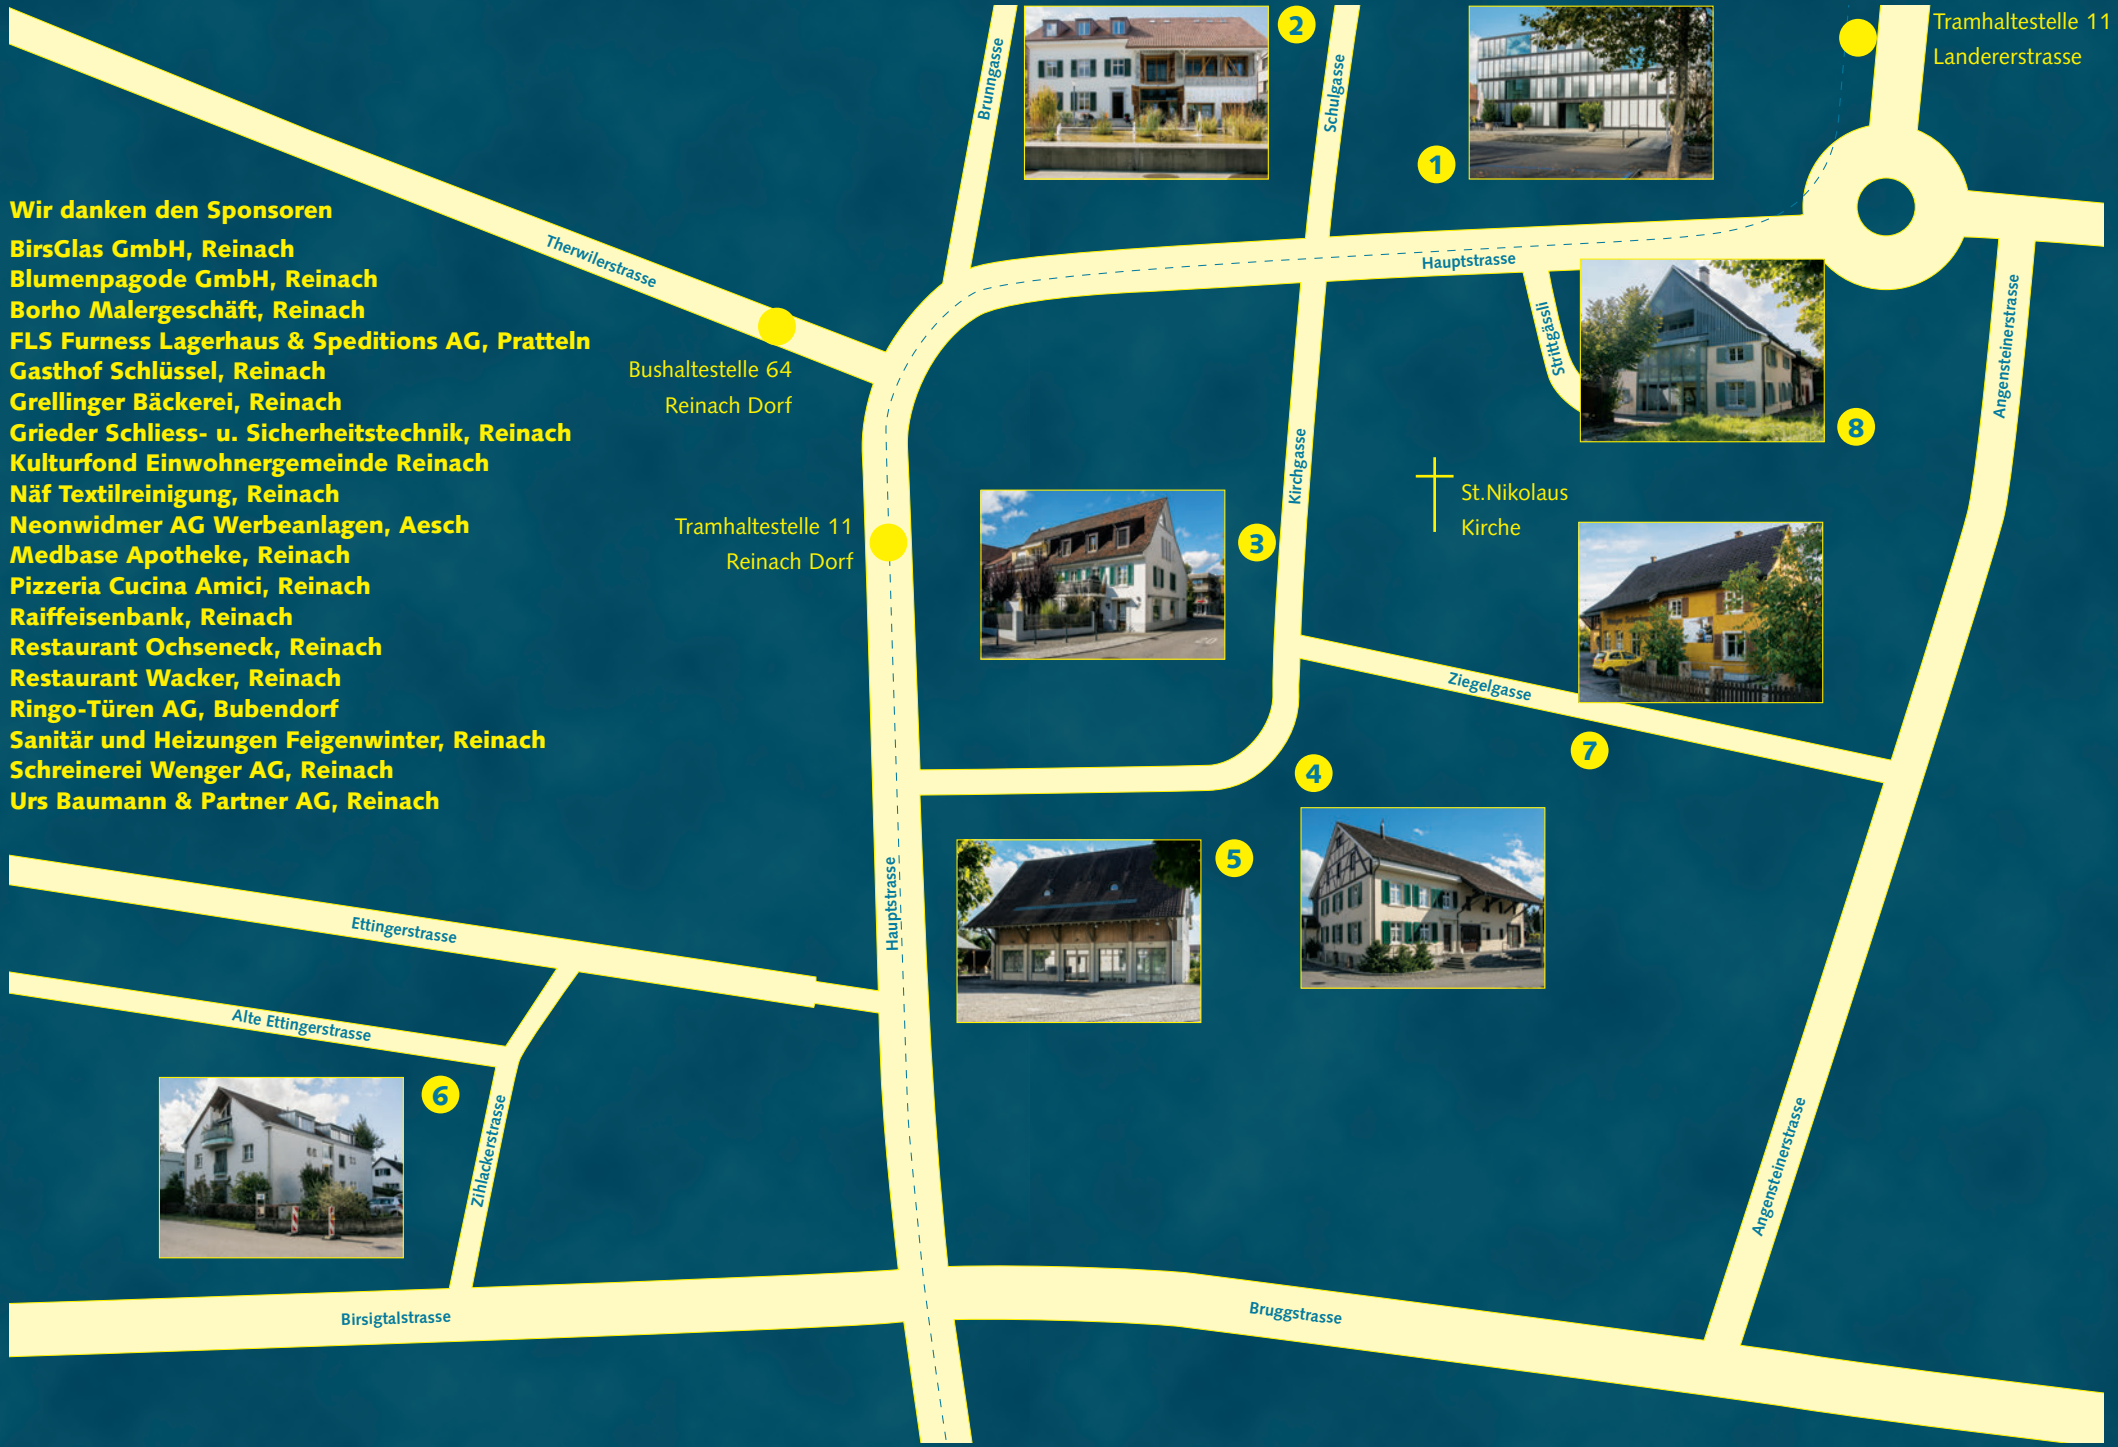 Tramhaltestelle 11
Landererstrasse
2
1
Brunngasse
Schulgasse
Wir danken den Sponsoren
BirsGlas GmbH, Reinach
Blumenpagode GmbH, Reinach
Borho Malergeschäft, Reinach
FLS Furness Lagerhaus & Speditions AG, Pratteln
Gasthof Schlüssel, Reinach
Grellinger Bäckerei, Reinach
Grieder Schliess- u. Sicherheitstechnik, Reinach
Kulturfond Einwohnergemeinde Reinach
Näf Textilreinigung, Reinach
Neonwidmer AG Werbeanlagen, Aesch
Medbase Apotheke, Reinach
Pizzeria Cucina Amici, Reinach
Raiffeisenbank, Reinach
Restaurant Ochseneck, Reinach
Restaurant Wacker, Reinach
Ringo-Türen AG, Bubendorf
Sanitär und Heizungen Feigenwinter, Reinach
Schreinerei Wenger AG, Reinach
Urs Baumann & Partner AG, Reinach
Therwilerstrasse
Hauptstrasse
Strittgässli
Angensteinerstrasse
Bushaltestelle 64
Reinach Dorf
8
Kirchgasse
St.Nikolaus
Kirche
Tramhaltestelle 11
Reinach Dorf
3
Ziegelgasse
7
4
5
Hauptstrasse
Ettingerstrasse
Alte Ettingerstrasse
6
Zihlackerstrasse
Angensteinerstrasse
Birsigtalstrasse
Bruggstrasse